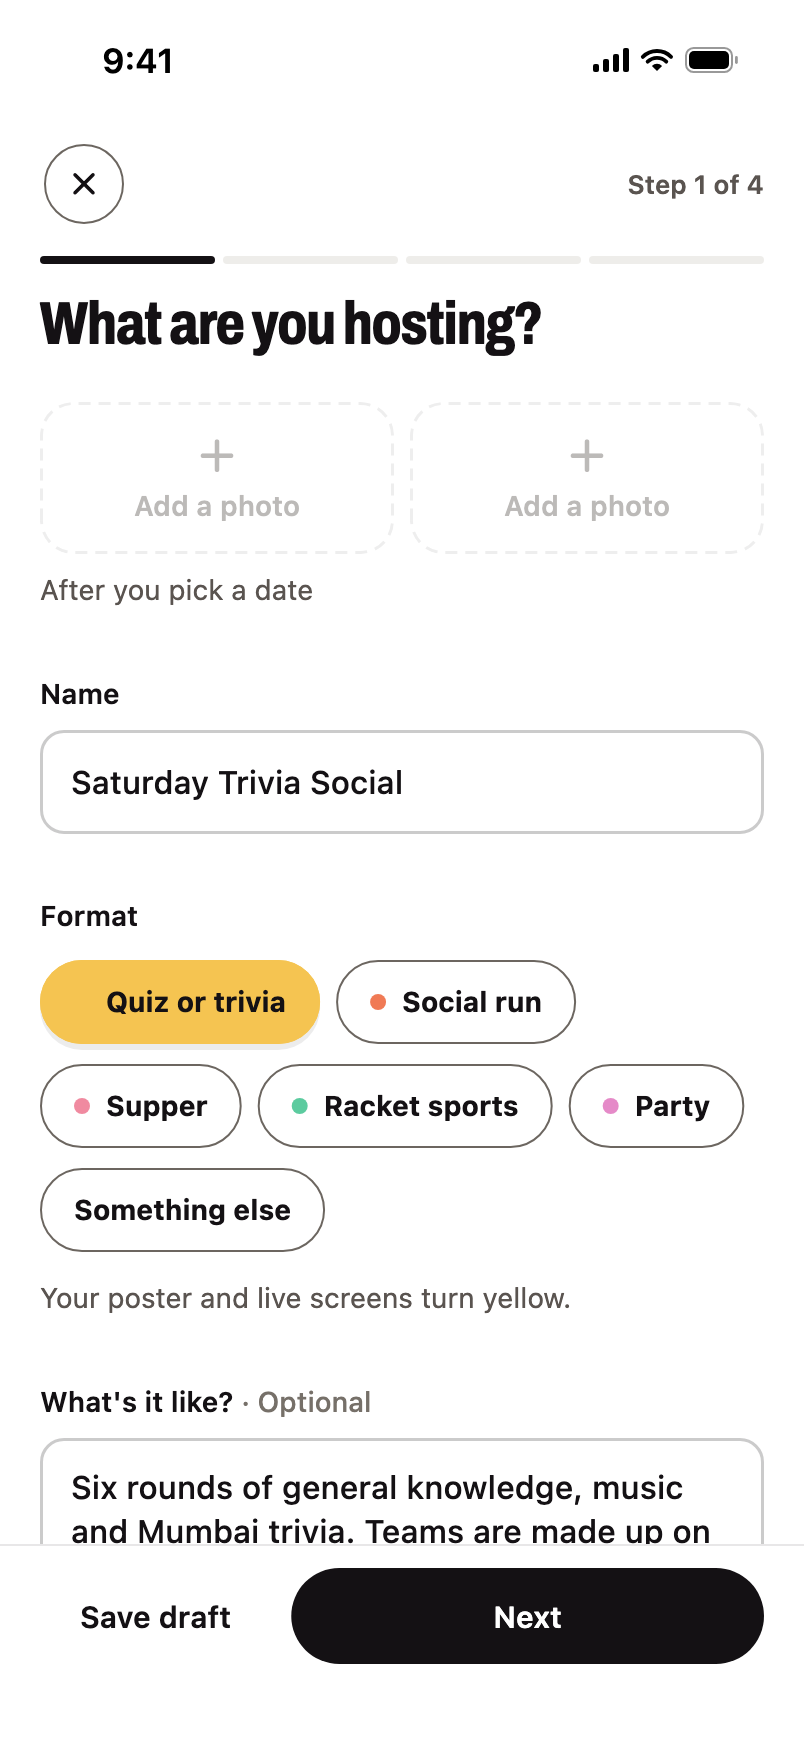 9:41
Step 1 of 4
What are you hosting?
Add a photo
Add a photo
After you pick a date
Name
Saturday Trivia Social
Format
Quiz or trivia
Social run
Supper
Racket sports
Party
Something else
Your poster and live screens turn yellow.
What's it like? · Optional
Six rounds of general knowledge, music
and Mumbai trivia. Teams are made up on
Save draft
Next